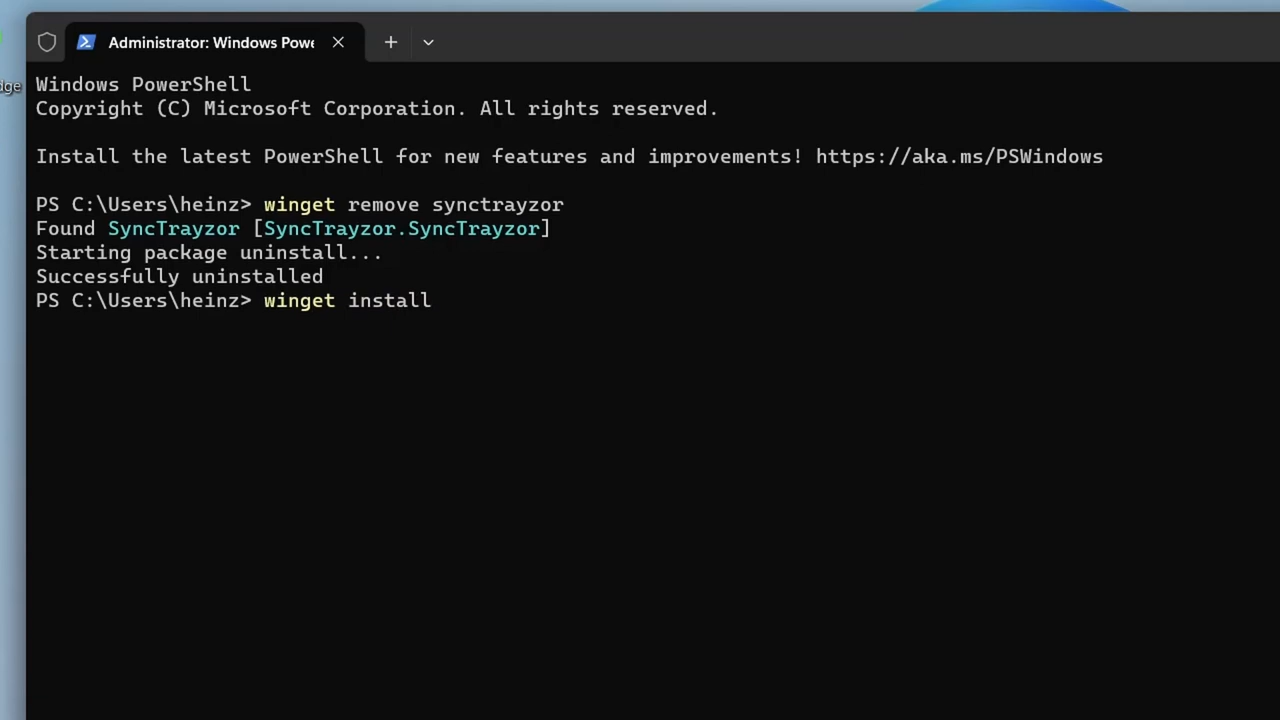 Administrator: Windows Powe
dge
Windows PowerShell
Copyright (C) Microsoft Corporation. All rights reserved.
Install the latest PowerShell for new features and improvements! https://aka.ms/PSWindows
PS C:\Users\heinz> winget remove synctrayzor
Found SyncTrayzor [SyncTrayzor.SyncTrayzor]
Starting package uninstall...
Successfully uninstalled
PS C:\Users\heinz> winget install